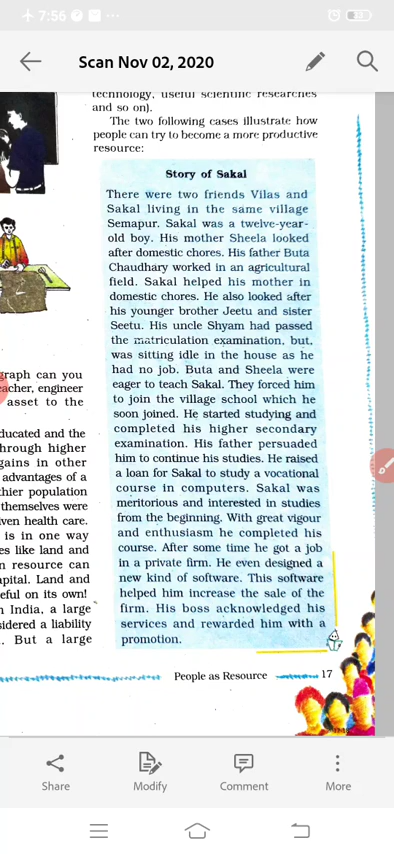 7:56
Scan Nov 02, 2020
technology, useful scientific researches
and so on).
The two following cases illustrate how
people can try to become a more productive
resource:
Story of Sakal
There were two friends Vilas and
Sakal living in the same village
Semapur. Sakal was a twelve-year-
old boy. His mother Sheela looked
after domestic chores. His father Buta
Chaudhary worked in an agricultural
field. Sakal helped his mother in
domestic chores. He also looked after
his younger brother Jeetu and sister
Seetu. His uncle Shyam had passed
the matriculation examination, but,
was sitting idle in the house as he
had no job. Buta and Sheela were
eager to teach Sakal. They forced him
to join the village school which he
soon joined. He started studying and
completed his higher secondary
examination. His father persuaded
him to continue his studies. He raised
a loan for Sakal to study a vocational
course in computers. Sakal was
meritorious and interested in studies
from the beginning. With great vigour
and enthusiasm he completed his
course. After some time he got a job
in a private firm. He even designed a
new kind of software. This software
helped him increase the sale of the
firm. His boss acknowledged his
services and rewarded him with a
promotion.
graph can you
eacher, engineer
asset to the
ducated and the
hrough higher
gains in other
advantages of a
thier population
themselves were
iven health care.
is in one way
es like land and
n resource can
apital. Land and
eful on its own!
n India, a large
sidered a liability
. But a large
People as Resource
17
Share
Modify
Comment
More